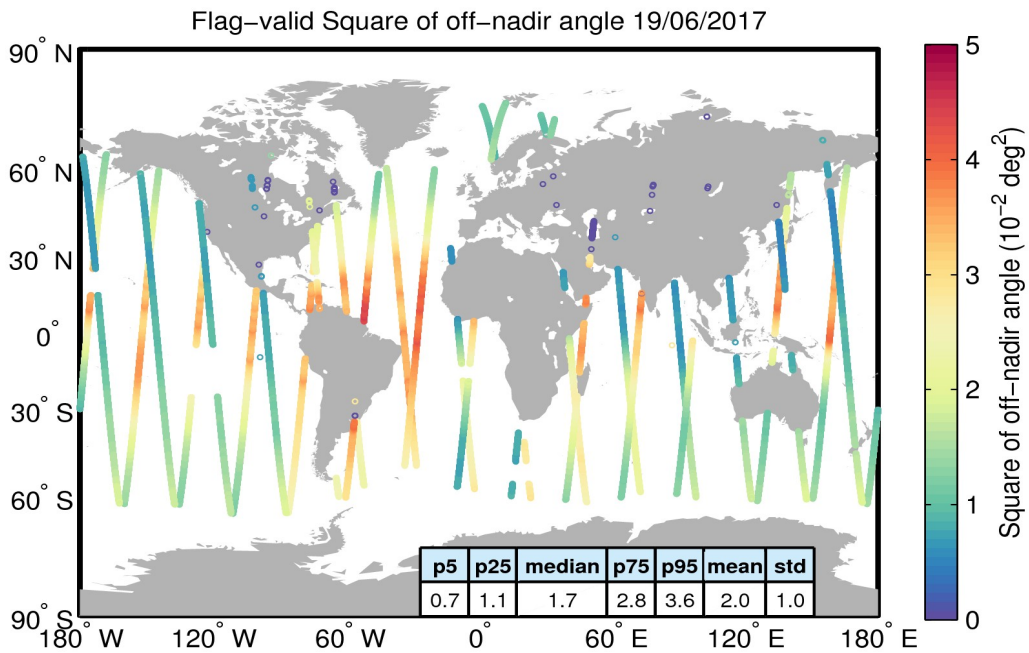 Flag−valid Square of off−nadir angle 19/06/2017
90° N
60° N
30° N
0°
30° S
60° S
90° S
180° W
120° W
60° W
0°
60° E
120° E
180° E
p5 p25 median p75 p95 mean std
0.7 1.1 1.7 2.8 3.6 2.0 1.0
5
4
3
2
1
0
Square of off−nadir angle (10⁻² deg²)